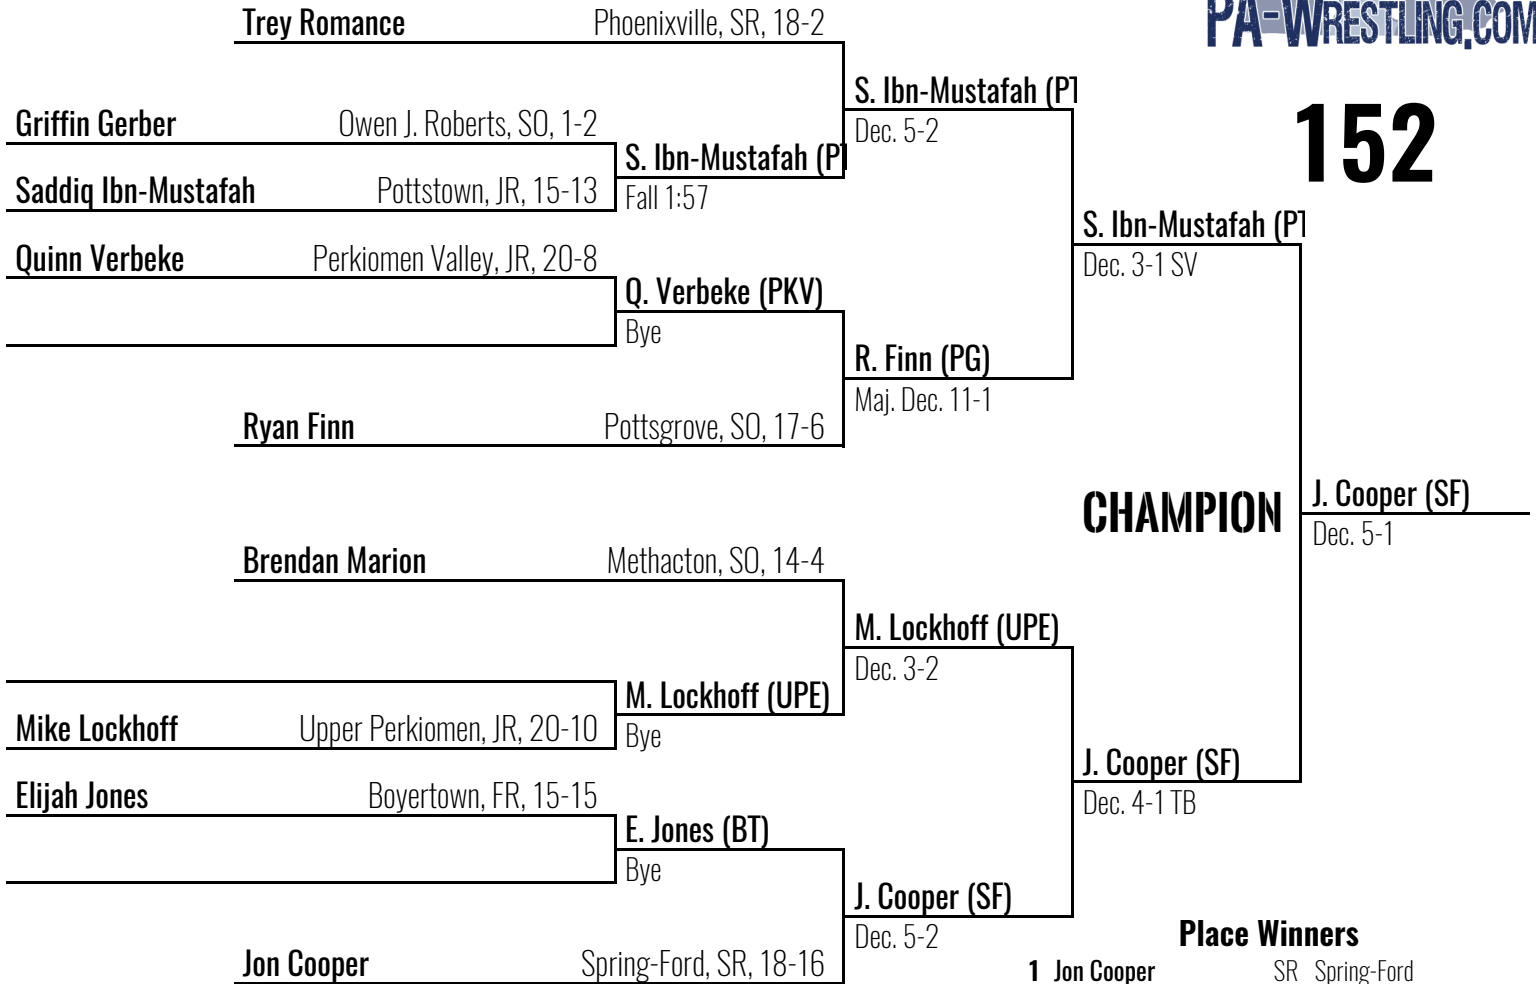 PA-WRESTLING.COM
152
Trey Romance Phoenixville, SR, 18-2
S. Ibn-Mustafah (PT
Dec. 5-2
Griffin Gerber Owen J. Roberts, SO, 1-2
S. Ibn-Mustafah (PT
Fall 1:57
Saddiq Ibn-Mustafah Pottstown, JR, 15-13
S. Ibn-Mustafah (PT
Dec. 3-1 SV
Quinn Verbeke Perkiomen Valley, JR, 20-8
Q. Verbeke (PKV)
Bye
R. Finn (PG)
Maj. Dec. 11-1
Ryan Finn Pottsgrove, SO, 17-6
CHAMPION
J. Cooper (SF)
Dec. 5-1
Brendan Marion Methacton, SO, 14-4
M. Lockhoff (UPE)
Dec. 3-2
M. Lockhoff (UPE)
Bye
Mike Lockhoff Upper Perkiomen, JR, 20-10
J. Cooper (SF)
Dec. 4-1 TB
Elijah Jones Boyertown, FR, 15-15
E. Jones (BT)
Bye
J. Cooper (SF)
Dec. 5-2
Jon Cooper Spring-Ford, SR, 18-16
Place Winners
1 Jon Cooper SR Spring-Ford